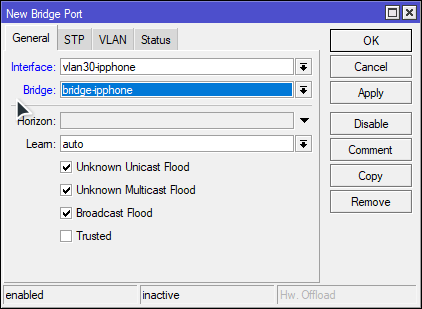 New Bridge Port
General STP VLAN Status
Interface: vlan30-ipphone
Bridge: bridge-ipphone
Horizon:
Learn: auto
Unknown Unicast Flood
Unknown Multicast Flood
Broadcast Flood
Trusted
OK
Cancel
Apply
Disable
Comment
Copy
Remove
enabled inactive Hw. Offload